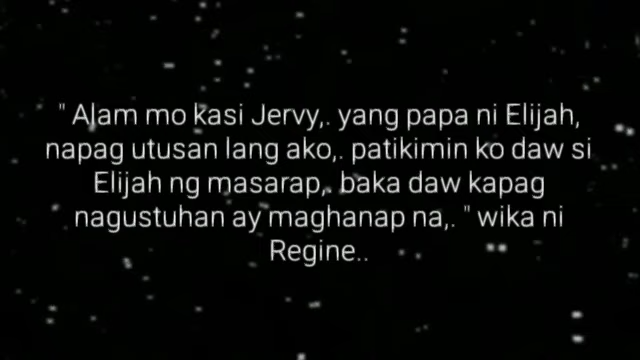 " Alam mo kasi Jervy,. yang papa ni Elijah,
napag utusan lang ako,. patikimin ko daw si
Elijah ng masarap,. baka daw kapag
nagustuhan ay maghanap na,. " wika ni
Regine..